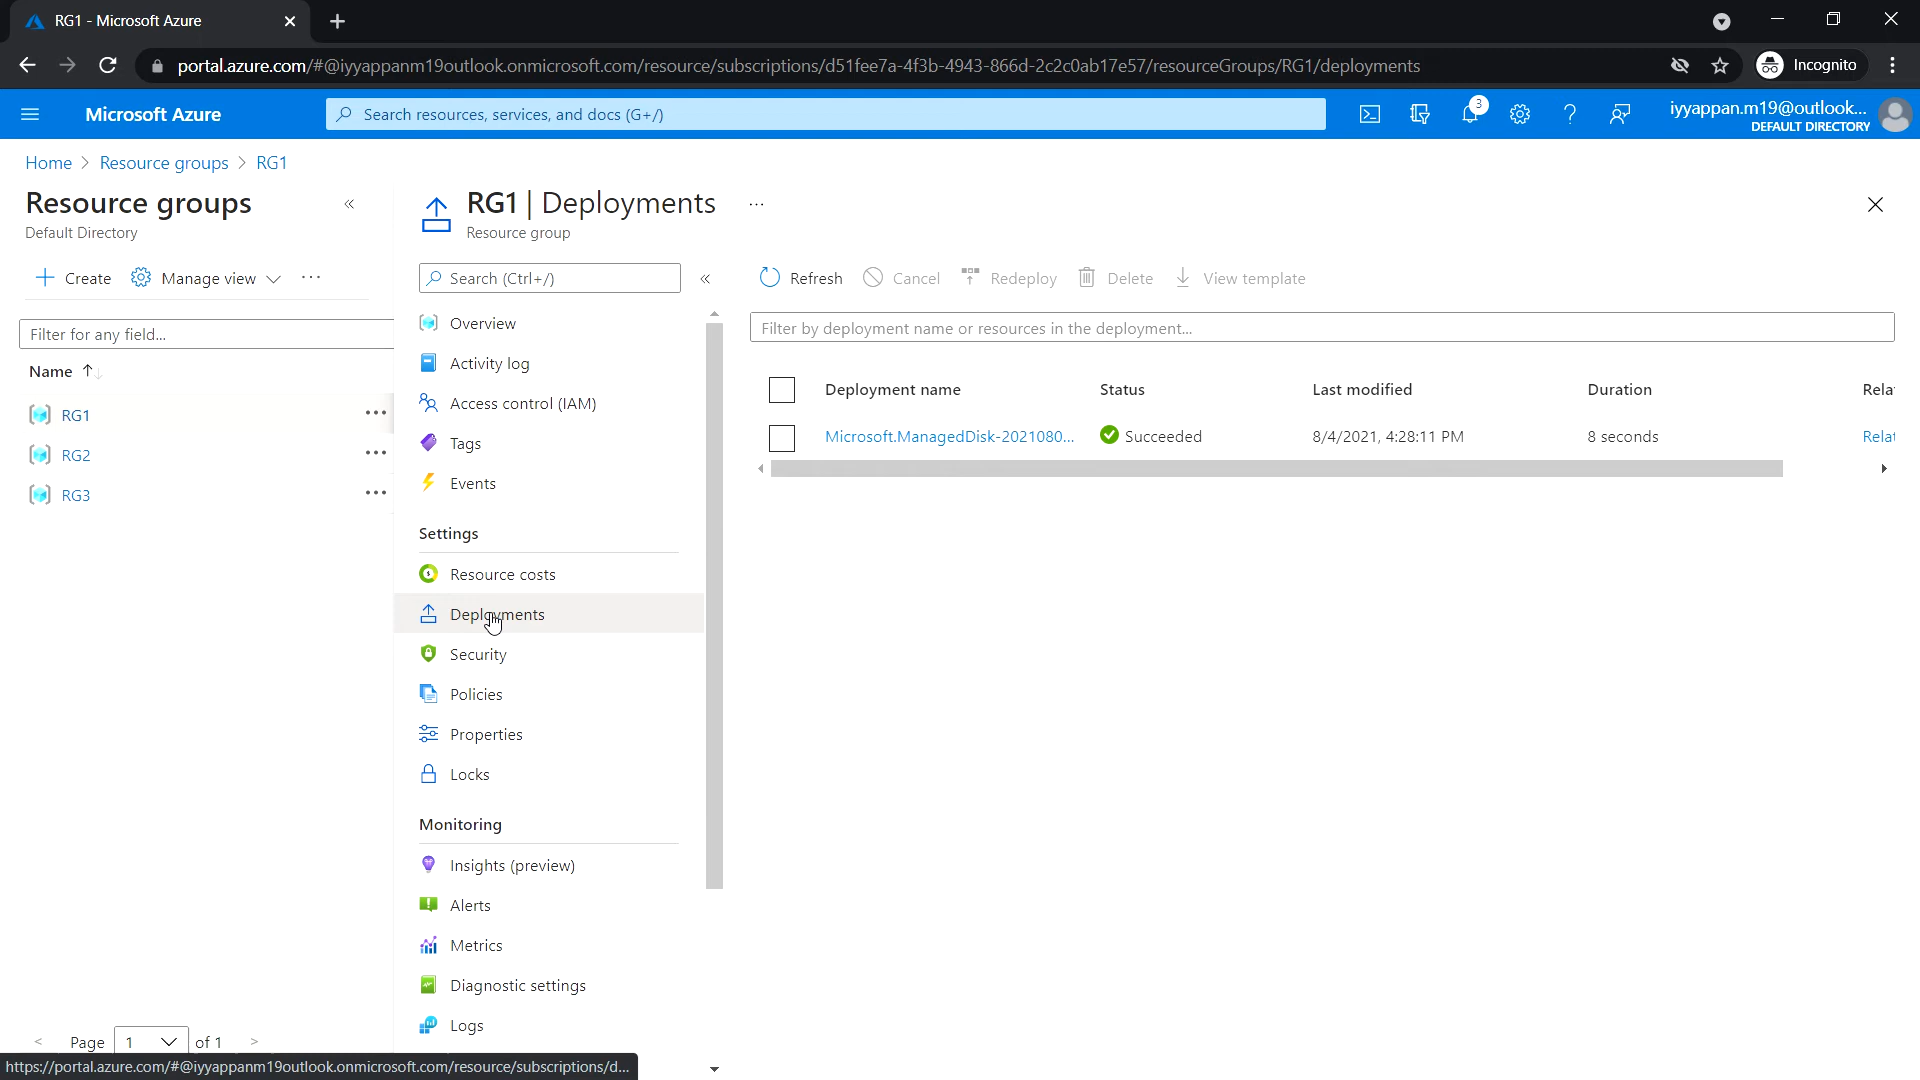 RG1 - Microsoft Azure
portal.azure.com/#@iyyappanm19outlook.onmicrosoft.com/resource/subscriptions/d51fee7a-4f3b-4943-866d-2c2c0ab17e57/resourceGroups/RG1/deployments
Incognito
Microsoft Azure
Search resources, services, and docs (G+/)
3
iyyappan.m19@outlook...
DEFAULT DIRECTORY
Home > Resource groups > RG1
Resource groups
Default Directory
RG1 | Deployments
Resource group
Create
Manage view
Search (Ctrl+/)
Refresh
Cancel
Redeploy
Delete
View template
Filter for any field...
Filter by deployment name or resources in the deployment...
Name
RG1
RG2
RG3
Overview
Activity log
Access control (IAM)
Tags
Events
Settings
Resource costs
Deployments
Security
Policies
Properties
Locks
Monitoring
Insights (preview)
Alerts
Metrics
Diagnostic settings
Logs
Deployment name Status Last modified Duration Rela
Microsoft.ManagedDisk-2021080... Succeeded 8/4/2021, 4:28:11 PM 8 seconds Relat
< Page 1 of 1 >
https://portal.azure.com/#@iyyappanm19outlook.onmicrosoft.com/resource/subscriptions/d...